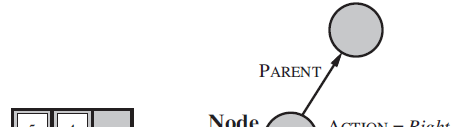 PARENT
Node ACTION = Right